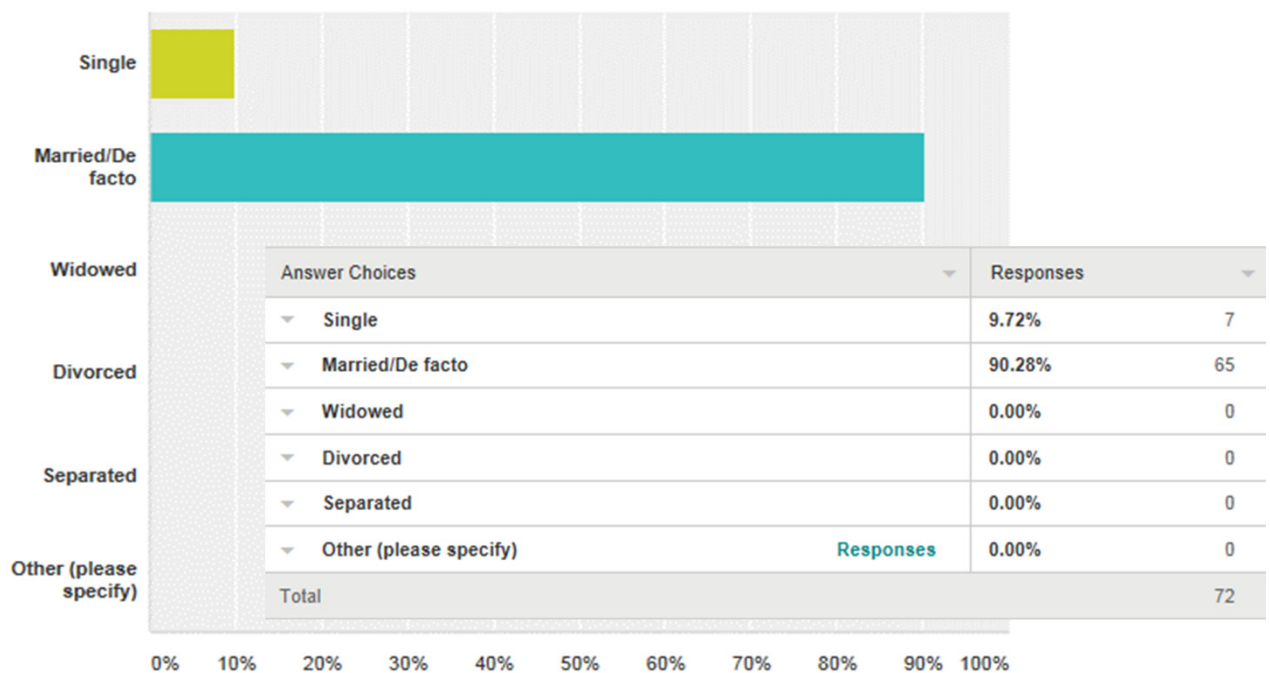 Single
Married/De
facto
Widowed
Divorced
Separated
Other (please
specify)
Answer Choices Responses
Single 9.72% 7
Married/De facto 90.28% 65
Widowed 0.00% 0
Divorced 0.00% 0
Separated 0.00% 0
Other (please specify) Responses 0.00% 0
Total 72
0% 10% 20% 30% 40% 50% 60% 70% 80% 90% 100%